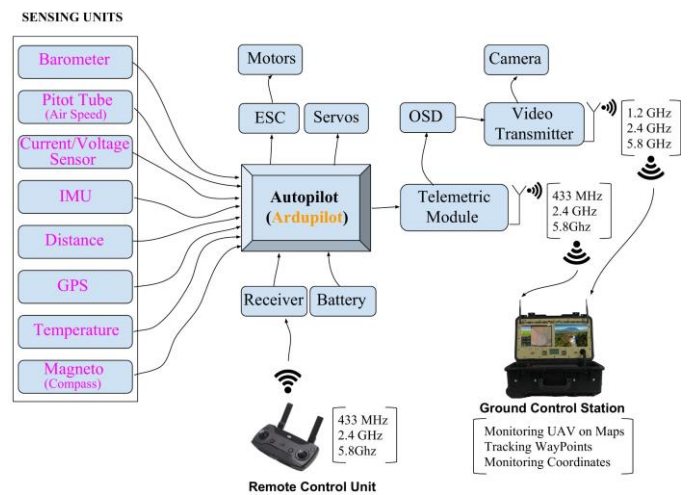 SENSING UNITS
Barometer
Pitot Tube
(Air Speed)
Current/Voltage
Sensor
IMU
Distance
GPS
Temperature
Magneto
(Compass)
Motors
ESC
Servos
Autopilot
(Ardupilot)
Receiver
Battery
Camera
OSD
Video
Transmitter
Telemetric
Module
1.2 GHz
2.4 GHz
5.8 GHz
433 MHz
2.4 GHz
5.8Ghz
433 MHz
2.4 GHz
5.8Ghz
Remote Control Unit
Ground Control Station
Monitoring UAV on Maps
Tracking WayPoints
Monitoring Coordinates